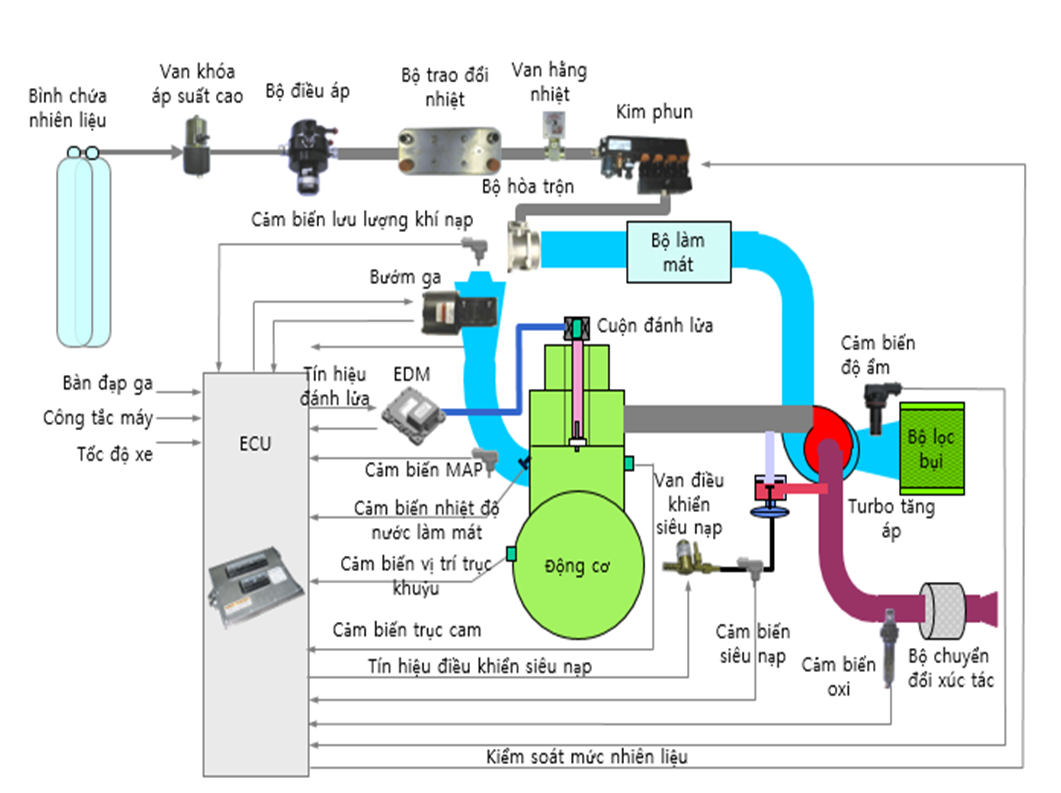 Bình chứa
nhiên liệu
Van khóa
áp suất cao
Bộ điều áp
Bộ trao đổi
nhiệt
Van hằng
nhiệt
Kim phun
Bộ hòa trộn
Cảm biến lưu lượng khí nạp
Bộ làm
mát
Bướm ga
Cuộn đánh lửa
Cảm biến
độ ẩm
Bàn đạp ga
Công tắc máy
Tốc độ xe
ECU
Tín hiệu
đánh lửa
EDM
Bộ lọc
bụi
Cảm biến MAP
Van điều
khiển
siêu nạp
Turbo tăng
áp
Cảm biến nhiệt độ
nước làm mát
Cảm biến vị trí trục
khuỷu
Động cơ
Cảm biến trục cam
Tín hiệu điều khiển siêu nạp
Cảm biến
siêu nạp
Cảm biến
oxi
Bộ chuyển
đổi xúc tác
Kiểm soát mức nhiên liệu